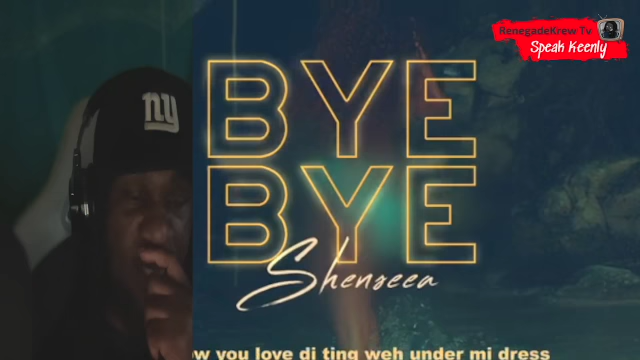 RenegadeKrew Tv
Speak Keenly
ny
BYE
BYE
Shenseea
you love di ting weh under mi dress